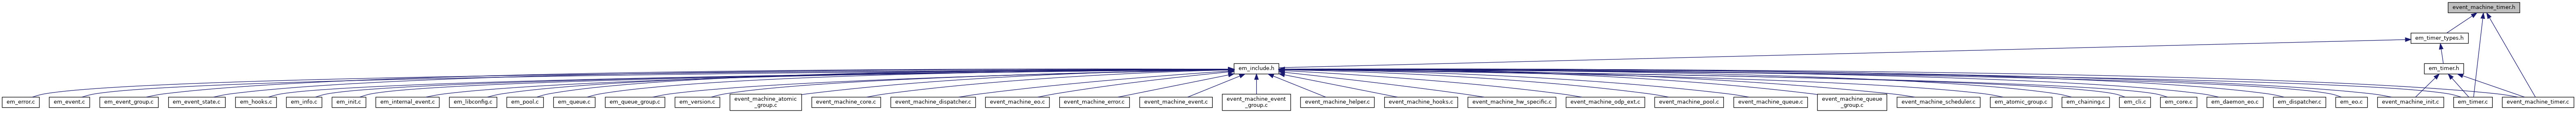 event_machine_timer.h
em_timer_types.h
em_include.h
em_timer.h
em_error.c
em_event.c
em_event_group.c
em_event_state.c
em_hooks.c
em_info.c
em_init.c
em_internal_event.c
em_libconfig.c
em_pool.c
em_queue.c
em_queue_group.c
em_version.c
event_machine_atomic
_group.c
event_machine_core.c
event_machine_dispatcher.c
event_machine_eo.c
event_machine_error.c
event_machine_event.c
event_machine_event
_group.c
event_machine_helper.c
event_machine_hooks.c
event_machine_hw_specific.c
event_machine_odp_ext.c
event_machine_pool.c
event_machine_queue.c
event_machine_queue
_group.c
event_machine_scheduler.c
em_atomic_group.c
em_chaining.c
em_cli.c
em_core.c
em_daemon_eo.c
em_dispatcher.c
em_eo.c
event_machine_init.c
em_timer.c
event_machine_timer.c